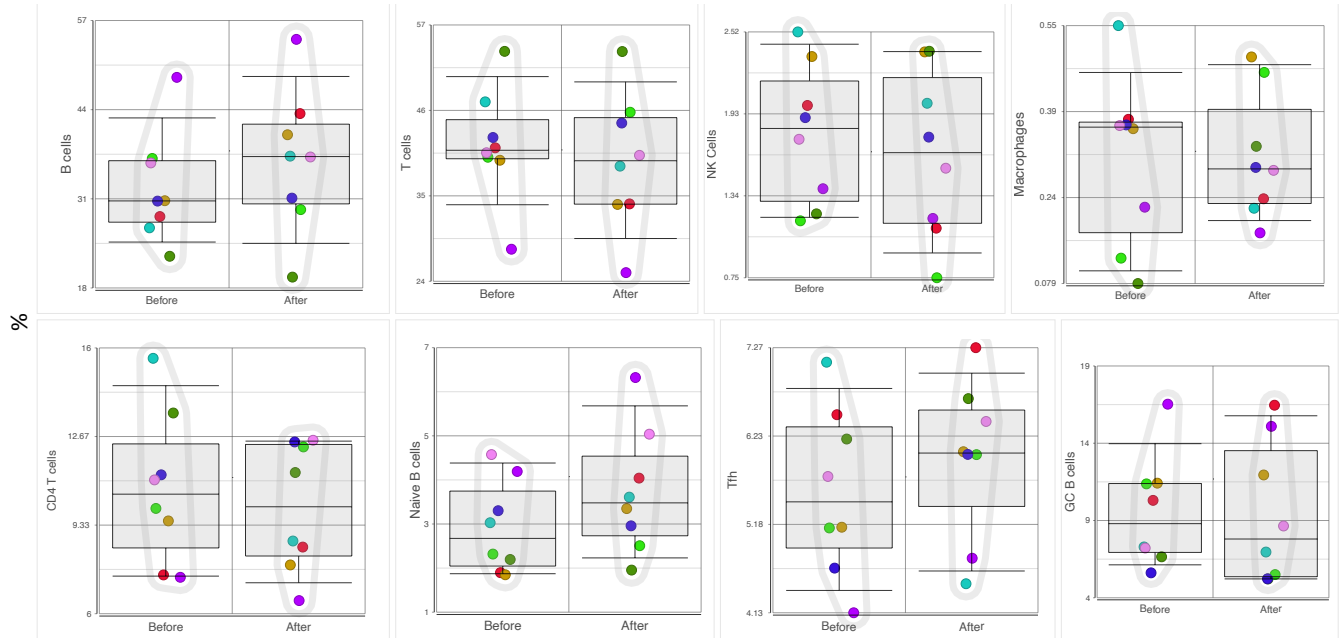 %
B cells
57
44
31
18
Before
After
T cells
57
46
35
24
Before
After
NK Cells
2.52
1.93
1.34
0.75
Before
After
Macrophages
0.55
0.39
0.24
0.079
Before
After
CD4 T cells
16
12.67
9.33
6
Before
After
Naive B cells
7
5
3
1
Before
After
Tfh
7.27
6.23
5.18
4.13
Before
After
GC B cells
19
14
9
4
Before
After